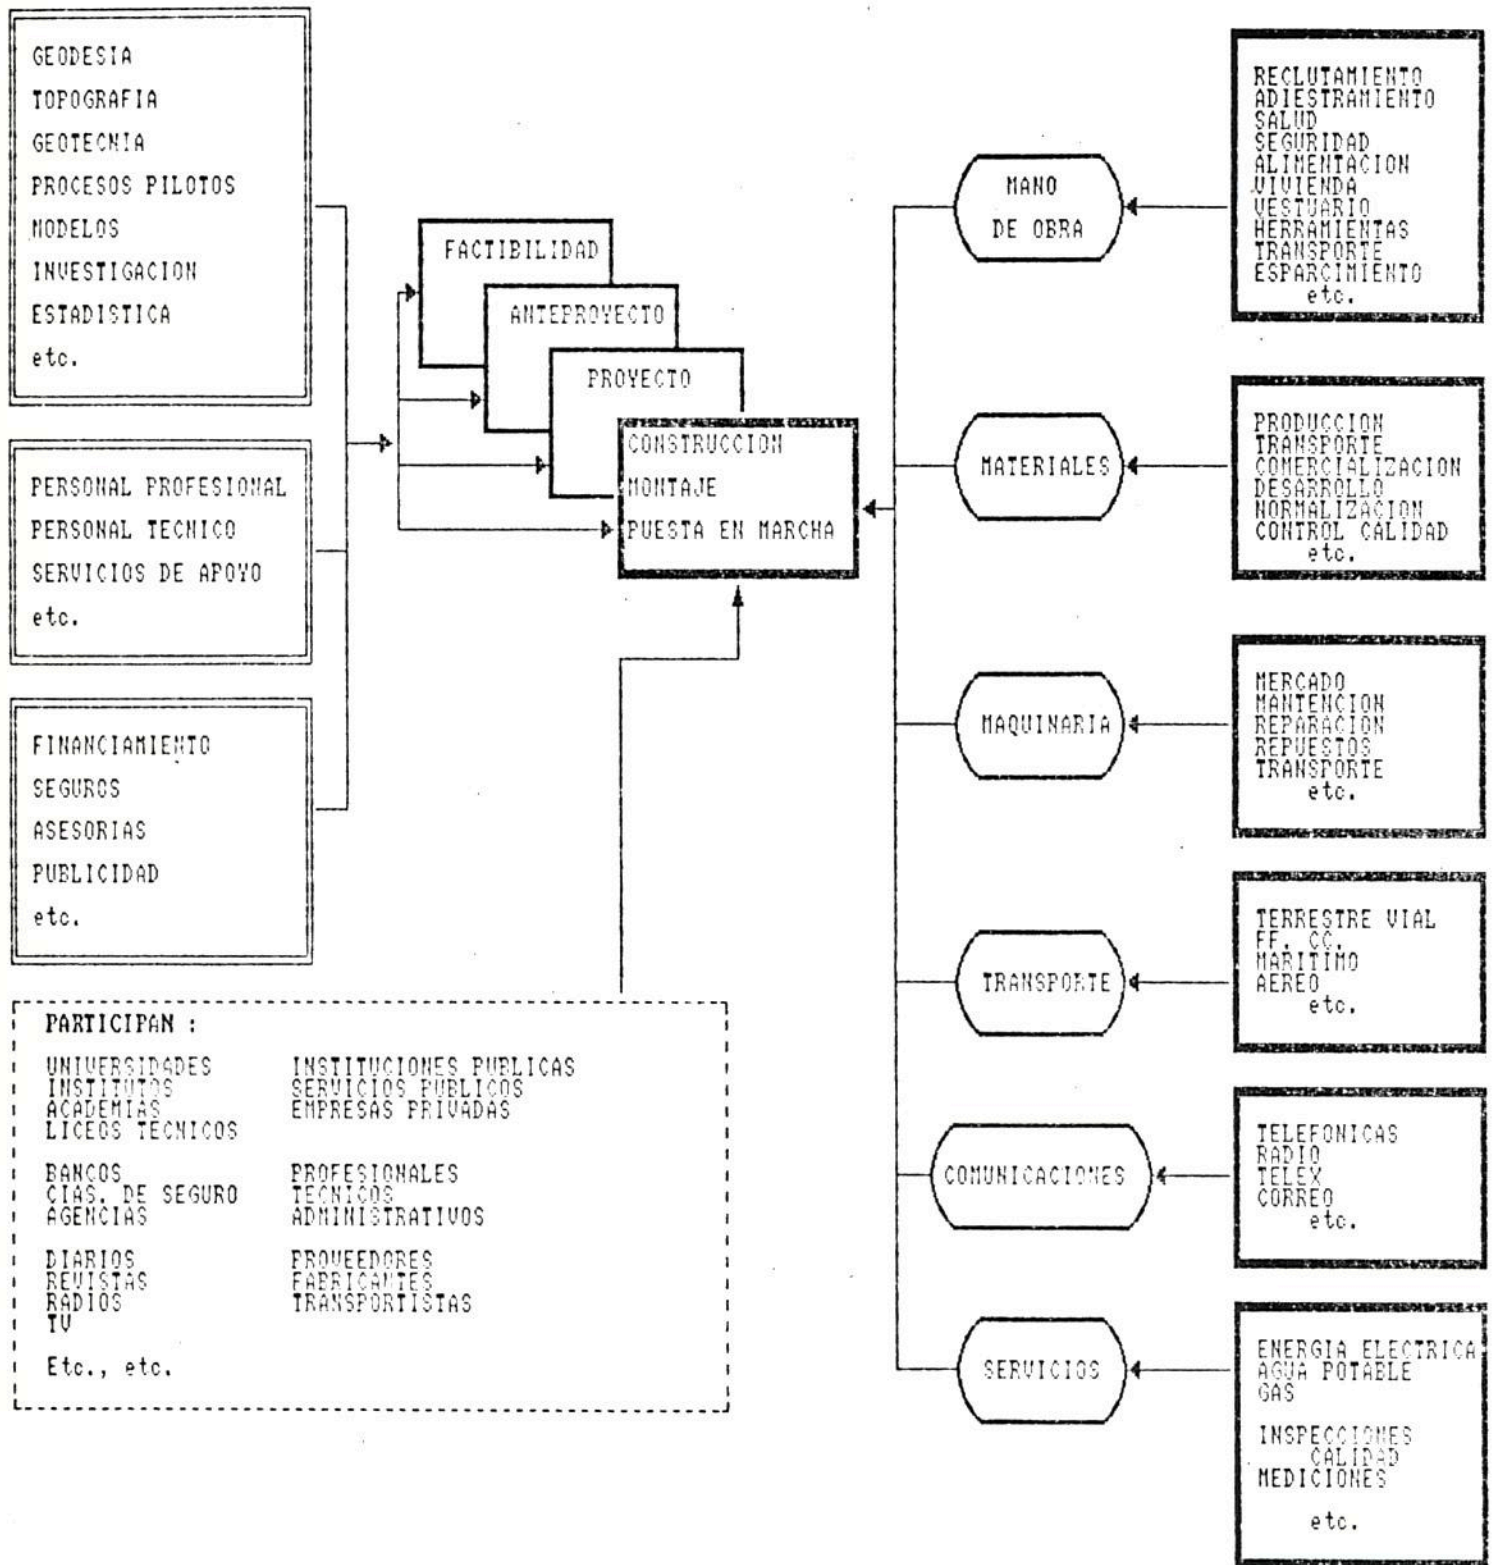 GEODESIA
TOPOGRAFIA
GEOTECNIA
PROCESOS PILOTOS
MODELOS
INVESTIGACION
ESTADISTICA
etc.
PERSONAL PROFESIONAL
PERSONAL TECNICO
SERVICIOS DE APOYO
etc.
FINANCIAMIENTO
SEGUROS
ASESORIAS
PUBLICIDAD
etc.
FACTIBILIDAD
ANTEPROYECTO
PROYECTO
CONSTRUCCION
MONTAJE
PUESTA EN MARCHA
PARTICIPAN :
UNIVERSIDADES
INSTITUTOS
ACADEMIAS
LICEOS TECNICOS
INSTITUCIONES PUBLICAS
SERVICIOS PUBLICOS
EMPRESAS PRIVADAS
BANCOS
CIAS. DE SEGURO
AGENCIAS
PROFESIONALES
TECNICOS
ADMINISTRATIVOS
DIARIOS
REVISTAS
RADIOS
TV
PROVEEDORES
FABRICANTES
TRANSPORTISTAS
Etc., etc.
MANO
DE OBRA
RECLUTAMIENTO
ADIESTRAMIENTO
SALUD
SEGURIDAD
ALIMENTACION
VIVIENDA
VESTUARIO
HERRAMIENTAS
TRANSPORTE
ESPARCIMIENTO
etc.
MATERIALES
PRODUCCION
TRANSPORTE
COMERCIALIZACION
DESARROLLO
NORMALIZACION
CONTROL CALIDAD
etc.
MAQUINARIA
MERCADO
MANTENCION
REPARACION
REPUESTOS
TRANSPORTE
etc.
TRANSPORTE
TERRESTRE VIAL
FF. CC.
MARITIMO
AEREO
etc.
COMUNICACIONES
TELEFONICAS
RADIO
TELEX
CORREO
etc.
SERVICIOS
ENERGIA ELECTRICA
AGUA POTABLE
GAS
INSPECCIONES
CALIDAD
MEDICIONES
etc.